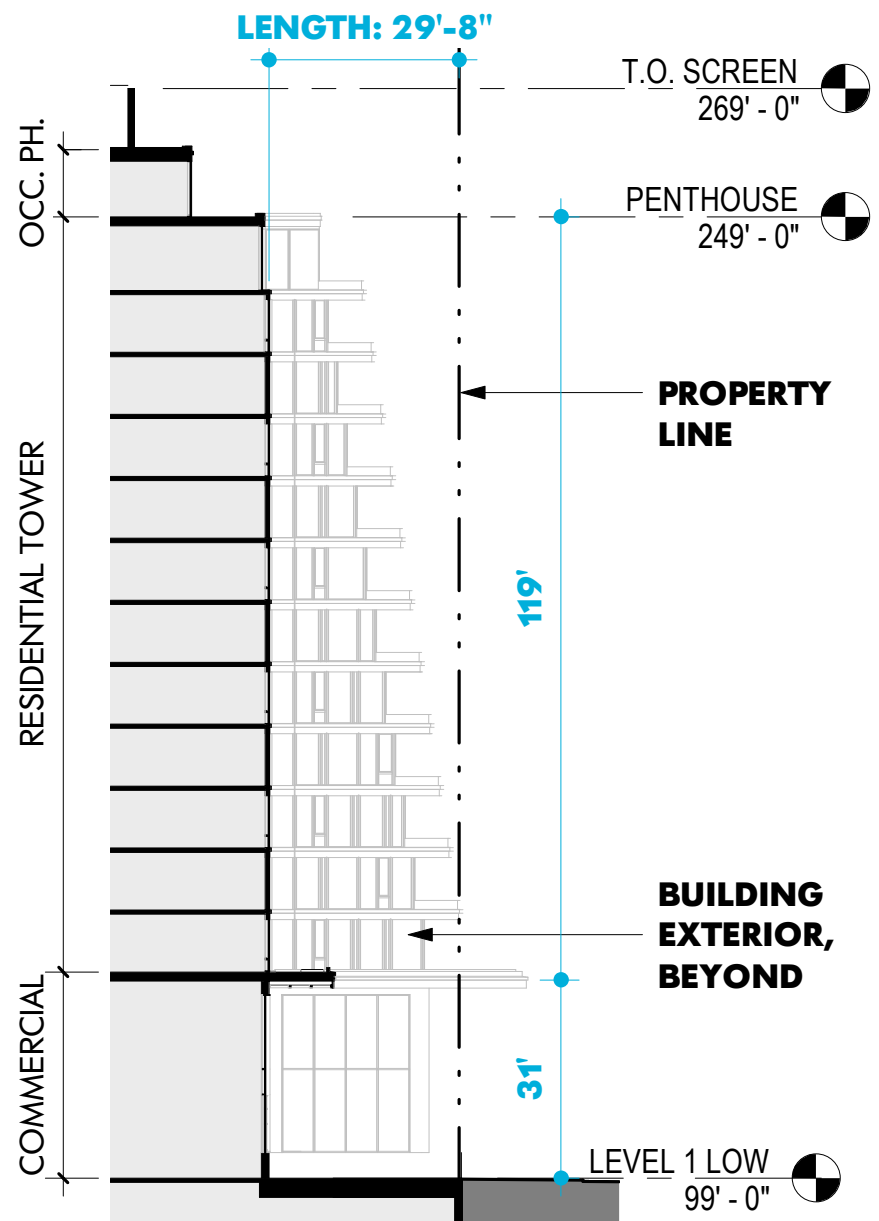 LENGTH: 29'-8"
T.O. SCREEN
269' - 0"
OCC. PH.
PENTHOUSE
249' - 0"
PROPERTY
LINE
RESIDENTIAL TOWER
119'
BUILDING
EXTERIOR,
BEYOND
COMMERCIAL
31'
LEVEL 1 LOW
99' - 0"